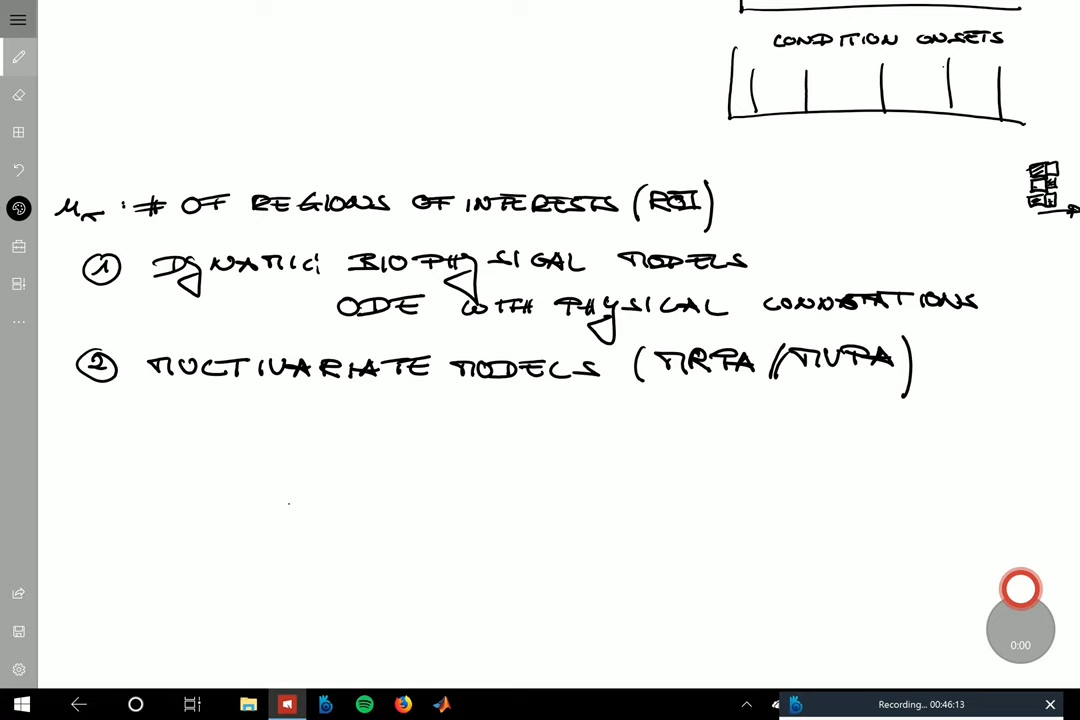 CONDITION ONSETS
: # OF REGIONS OF INTERESTS (ROI)
① DYNAMIC BIOPHYSICAL MODELS
ODE WITH PHYSICAL CONNOTATIONS
② MULTIVARIATE MODELS (MRPA / MVPA)
0:00
Recording... 00:46:13